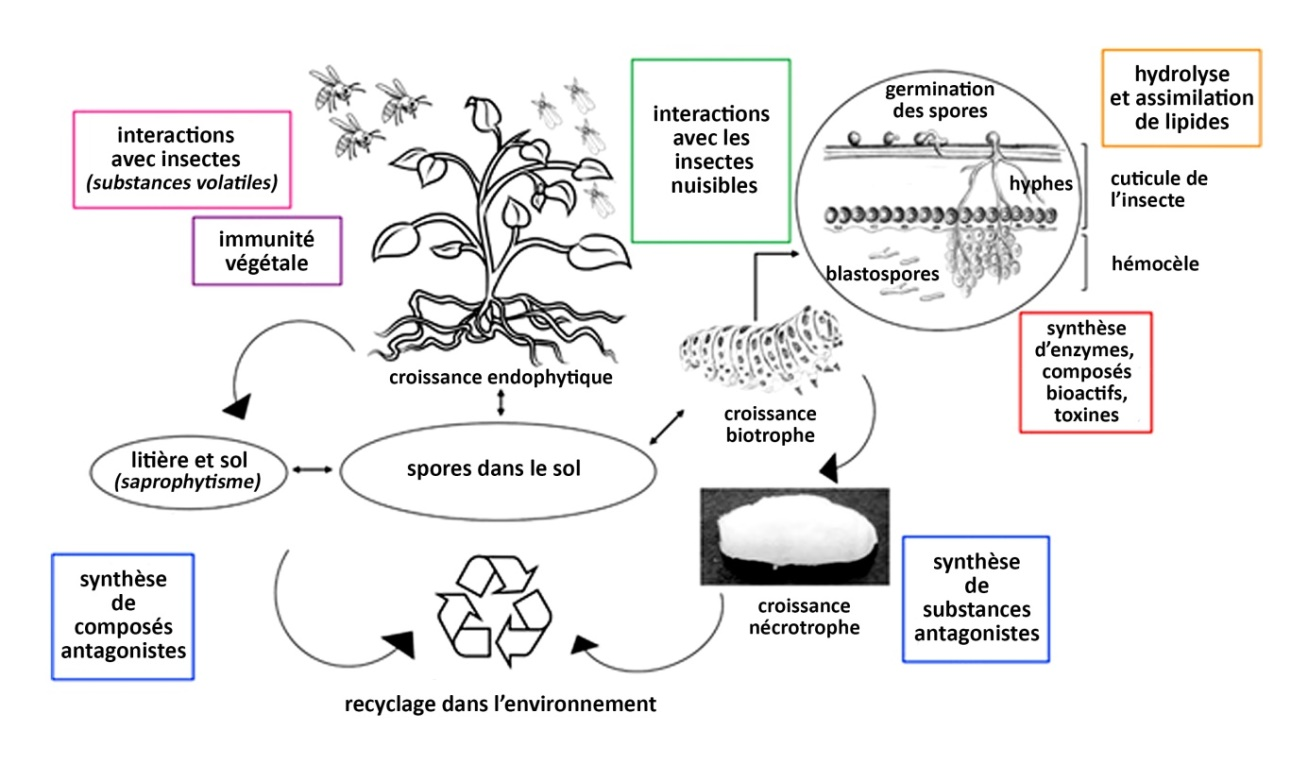 interactions
avec insectes
(substances volatiles)
immunité
végétale
interactions
avec les
insectes
nuisibles
germination
des spores
hyphes
blastospores
hydrolyse
et assimilation
de lipides
cuticule de
l’insecte
hémocèle
synthèse
d’enzymes,
composés
bioactifs,
toxines
croissance endophytique
croissance
biotrophe
litière et sol
(saprophytisme)
spores dans le sol
synthèse
de
composés
antagonistes
croissance
nécrotrophe
synthèse
de
substances
antagonistes
recyclage dans l’environnement